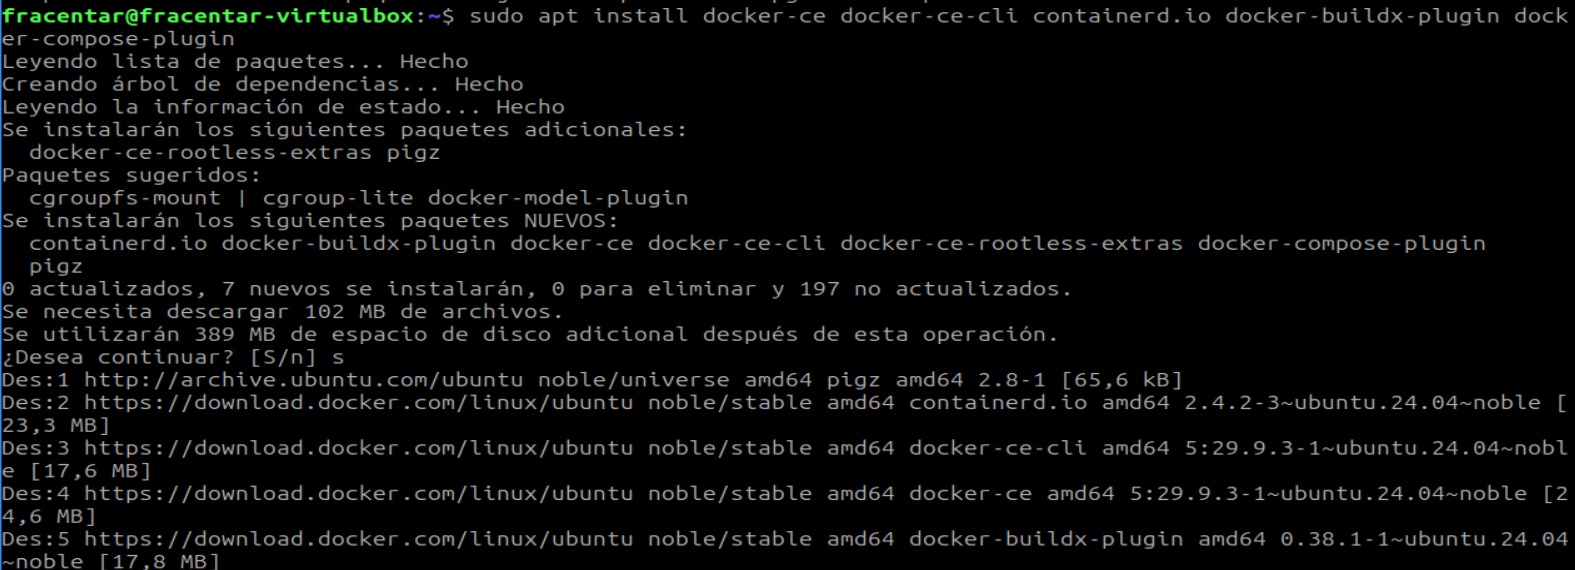 fracentar@fracentar-virtualbox:~$ sudo apt install docker-ce docker-ce-cli containerd.io docker-buildx-plugin dock
er-compose-plugin
Leyendo lista de paquetes... Hecho
Creando árbol de dependencias... Hecho
Leyendo la información de estado... Hecho
Se instalarán los siguientes paquetes adicionales:
  docker-ce-rootless-extras pigz
Paquetes sugeridos:
  cgroupfs-mount | cgroup-lite docker-model-plugin
Se instalarán los siguientes paquetes NUEVOS:
  containerd.io docker-buildx-plugin docker-ce docker-ce-cli docker-ce-rootless-extras docker-compose-plugin
  pigz
0 actualizados, 7 nuevos se instalarán, 0 para eliminar y 197 no actualizados.
Se necesita descargar 102 MB de archivos.
Se utilizarán 389 MB de espacio de disco adicional después de esta operación.
¿Desea continuar? [S/n] s
Des:1 http://archive.ubuntu.com/ubuntu noble/universe amd64 pigz amd64 2.8-1 [65,6 kB]
Des:2 https://download.docker.com/linux/ubuntu noble/stable amd64 containerd.io amd64 2.4.2-3~ubuntu.24.04~noble [
23,3 MB]
Des:3 https://download.docker.com/linux/ubuntu noble/stable amd64 docker-ce-cli amd64 5:29.9.3-1~ubuntu.24.04~nobl
e [17,6 MB]
Des:4 https://download.docker.com/linux/ubuntu noble/stable amd64 docker-ce amd64 5:29.9.3-1~ubuntu.24.04~noble [2
4,6 MB]
Des:5 https://download.docker.com/linux/ubuntu noble/stable amd64 docker-buildx-plugin amd64 0.38.1-1~ubuntu.24.04
~noble [17,8 MB]